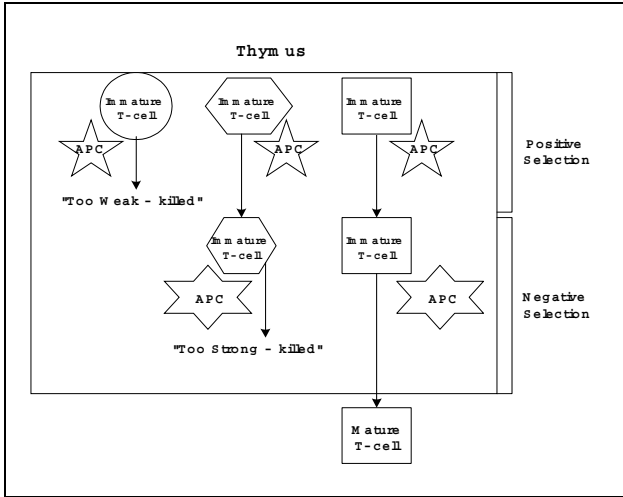 Thymus
Immature
T-cell
Immature
T-cell
Immature
T-cell
APC
APC
APC
Positive
Selection
"Too Weak - killed"
Immature
T-cell
Immature
T-cell
APC
APC
Negative
Selection
"Too Strong - killed"
Mature
T-cell